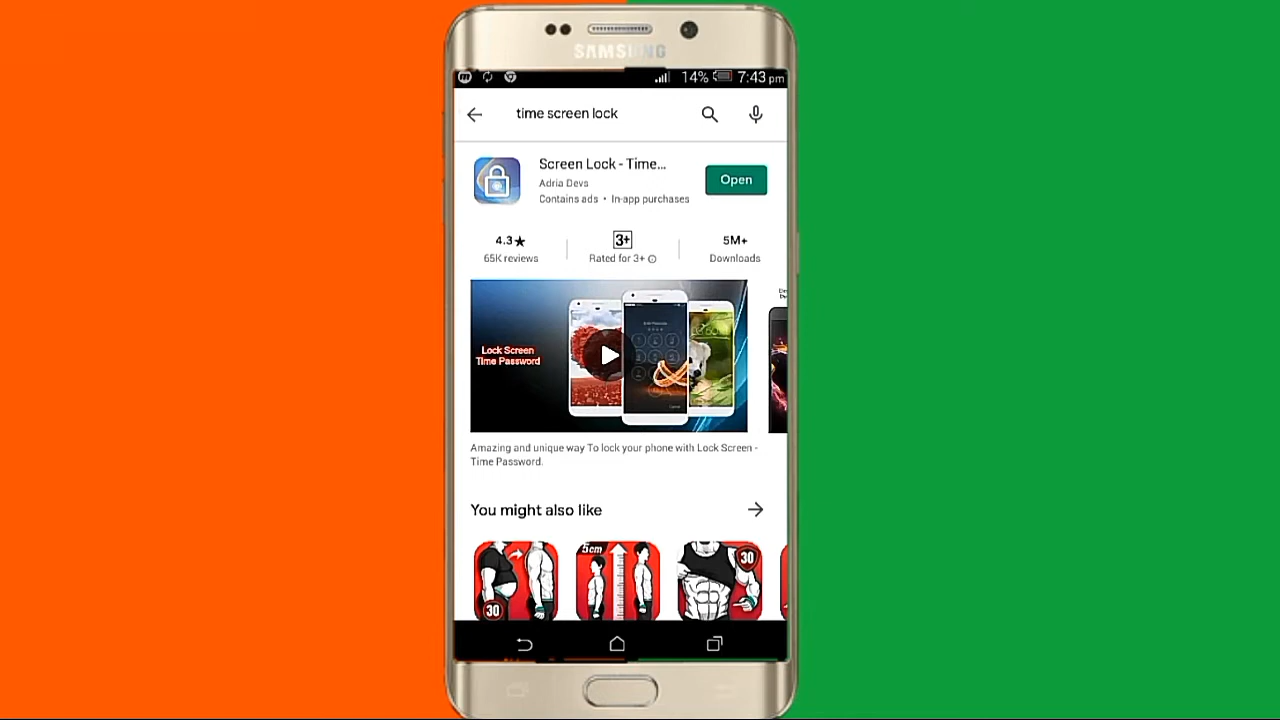 SAMSUNG
14% 7:43 pm
time screen lock
Screen Lock - Time...
Adria Devs
Contains ads • In-app purchases
Open
4.3★
65K reviews
3+
Rated for 3+
5M+
Downloads
Lock Screen
Time Password
Amazing and unique way To lock your phone with Lock Screen -
Time Password.
You might also like
30
5cm
30